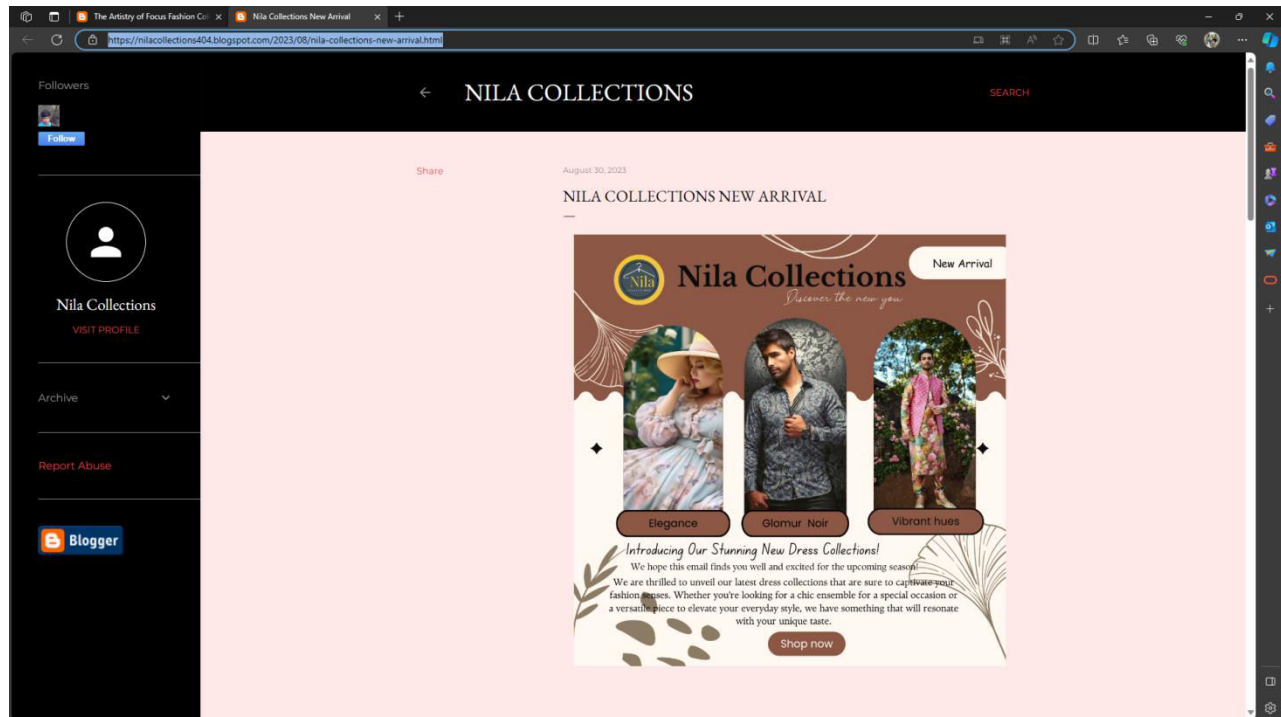 The Artistry of Focus Fashion Col
Nila Collections New Arrival
https://nilacollections404.blogspot.com/2023/08/nila-collections-new-arrival.html
Followers
Follow
NILA COLLECTIONS
SEARCH
Share
August 30, 2023
NILA COLLECTIONS NEW ARRIVAL
Nila Collections
VISIT PROFILE
Archive
Report Abuse
Blogger
New Arrival
Nila
Nila Collections
Discover the new you
Elegance
Glomur Noir
Vibrant hues
Introducing Our Stunning New Dress Collections!
We hope this email finds you well and excited for the upcoming season!
We are thrilled to unveil our latest dress collections that are sure to captivate your
fashion senses. Whether you're looking for a chic ensemble for a special occasion or
a versatile piece to elevate your everyday style, we have something that will resonate
with your unique taste.
Shop now